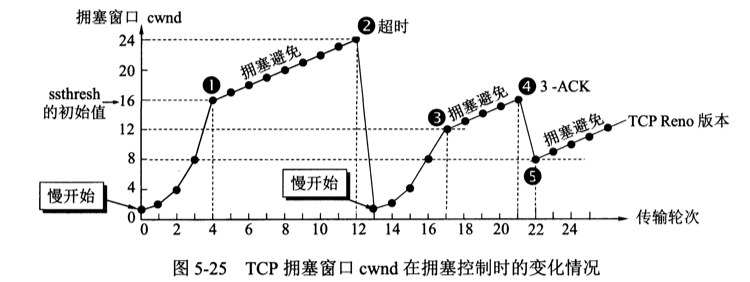 拥塞窗口 cwnd
❷超时
24
20
ssthresh
的初始值
16
12
8
4
0
❶
拥塞避免
❸
拥塞避免
❹
3-ACK
拥塞避免
TCP Reno 版本
❺
慢开始
慢开始
0 2 4 6 8 10 12 13 14 16 17 18 20 21 22 24
传输轮次
图 5-25 TCP 拥塞窗口 cwnd 在拥塞控制时的变化情况